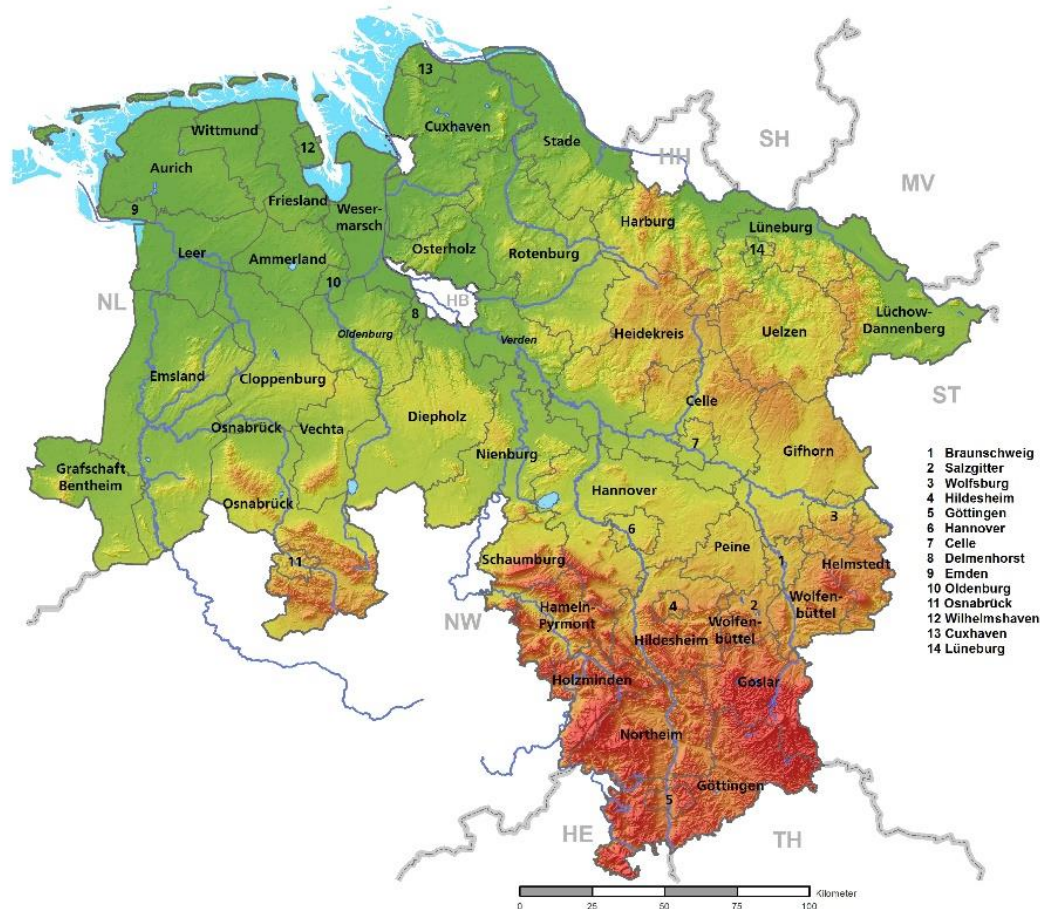 13
Cuxhaven
SH
Wittmund
12
Stade
HH
Aurich
MV
Friesland
Weser-
marsch
9
Harburg
Lüneburg
Leer
Osterholz
Rotenburg
14
Ammerland
10
HB
NL
8
Lüchow-
Dannenberg
Oldenburg
Verden
Heidekreis
Uelzen
Emsland
Cloppenburg
ST
Celle
Diepholz
Osnabrück
Vechta
7
Nienburg
Gifhorn
Grafschaft
Bentheim
Hannover
Osnabrück
3
6
Peine
Schaumburg
11
1
Helmstedt
Wolfen-
büttel
4
2
Hameln-
Pyrmont
NW
Hildesheim
Wolfen-
büttel
Holzminden
Goslar
Northeim
Göttingen
5
HE
TH
1 Braunschweig
2 Salzgitter
3 Wolfsburg
4 Hildesheim
5 Göttingen
6 Hannover
7 Celle
8 Delmenhorst
9 Emden
10 Oldenburg
11 Osnabrück
12 Wilhelmshaven
13 Cuxhaven
14 Lüneburg
Kilometer
0 25 50 75 100